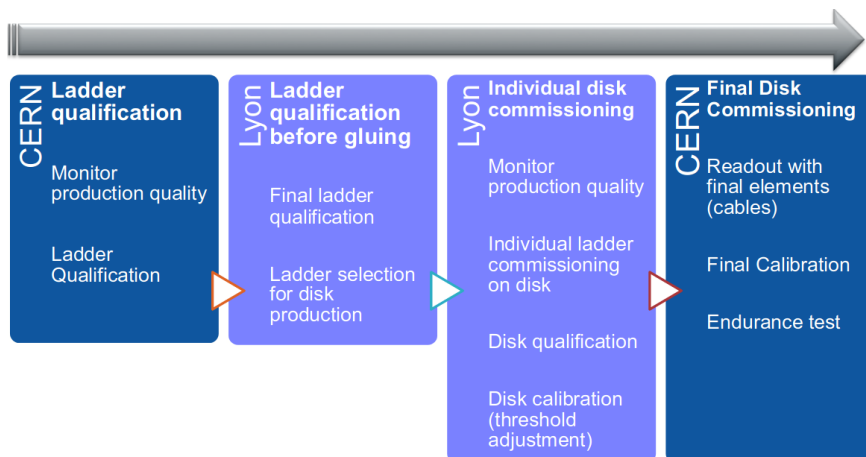 CERN
Ladder
qualification
Monitor
production quality
Ladder
Qualification
Lyon
Ladder
qualification
before gluing
Final ladder
qualification
Ladder selection
for disk
production
Lyon
Individual disk
commissioning
Monitor
production quality
Individual ladder
commissioning
on disk
Disk qualification
Disk calibration
(threshold
adjustment)
CERN
Final Disk
Commissioning
Readout with
final elements
(cables)
Final Calibration
Endurance test